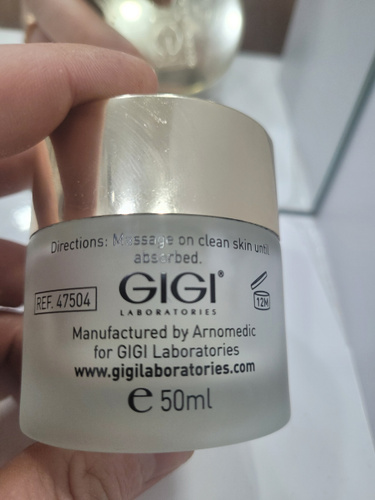 Directions: Massage on clean skin until
absorbed.
REF. 47504
GIGI®
LABORATORIES
12M
Manufactured by Arnomedic
for GIGI Laboratories
www.gigilaboratories.com
e 50ml